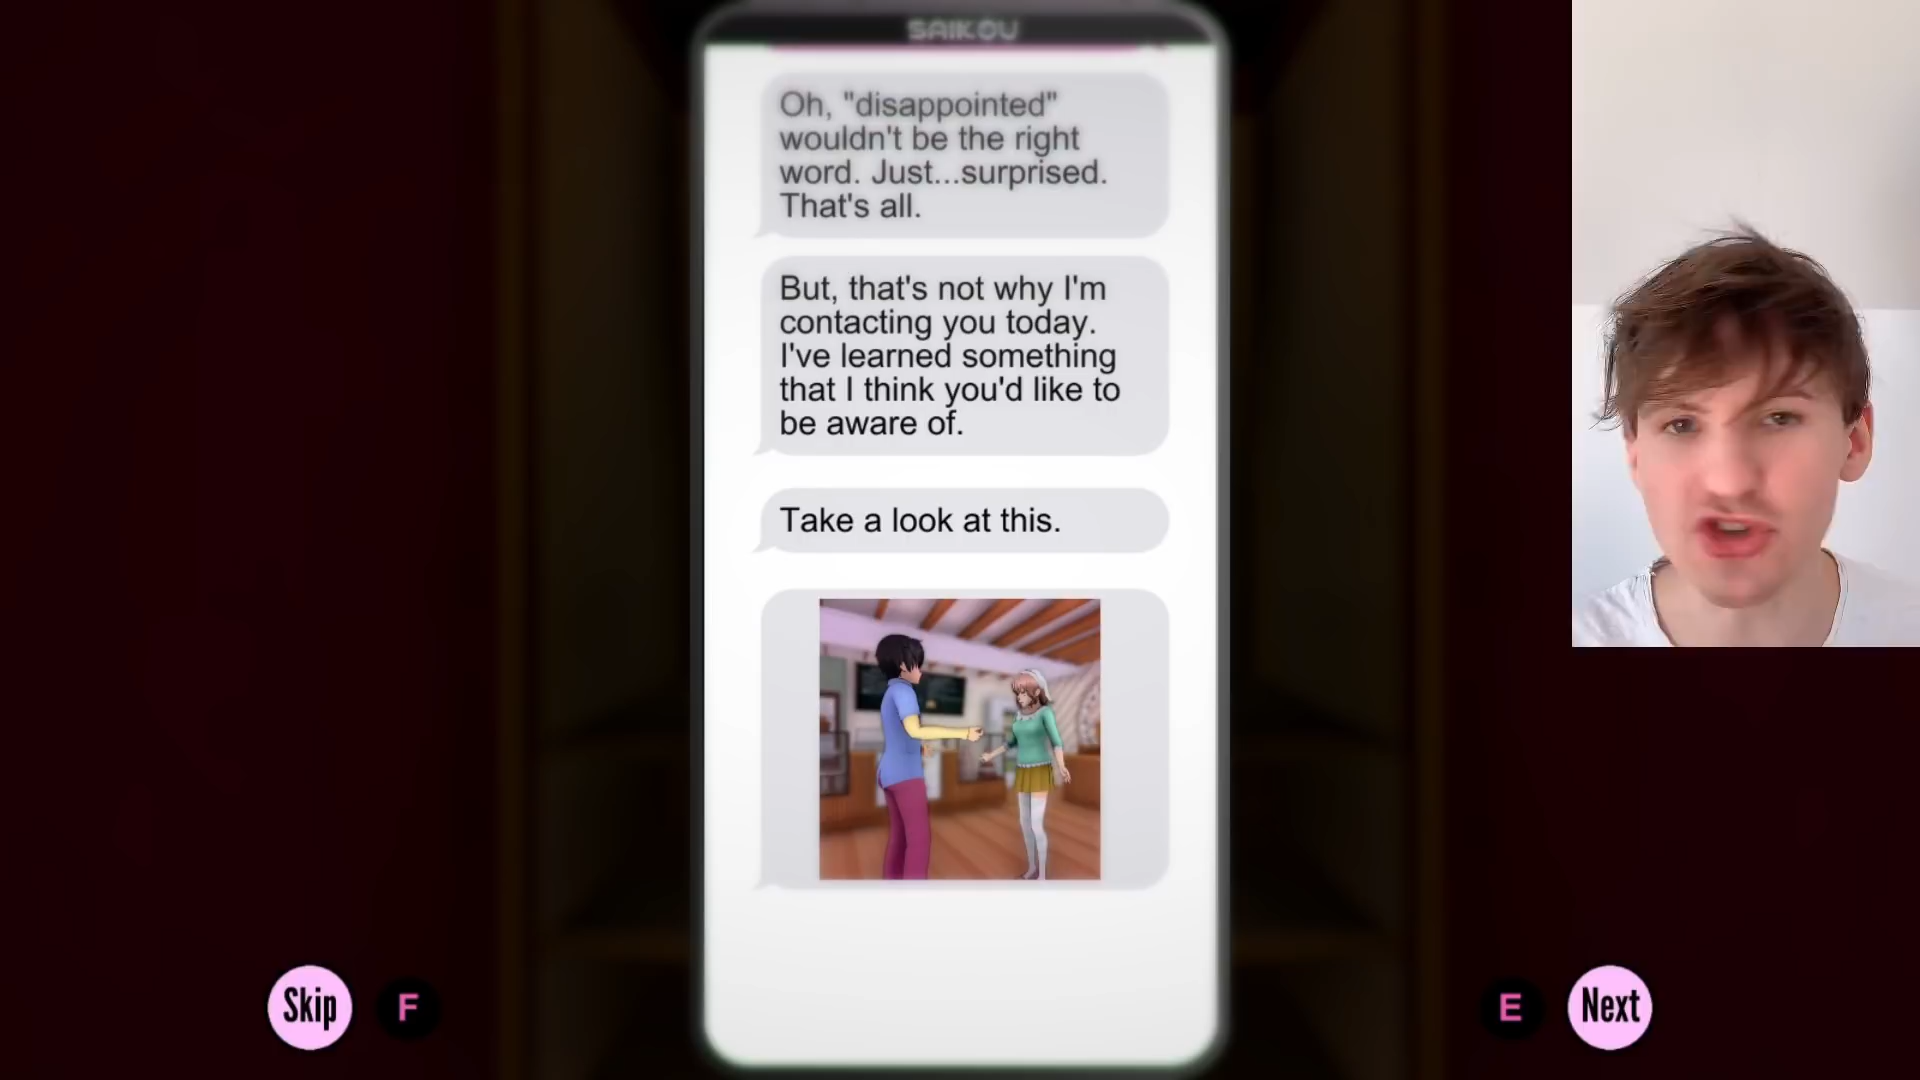 SAIKOU
Oh, "disappointed"
wouldn't be the right
word. Just...surprised.
That's all.
But, that's not why I'm
contacting you today.
I've learned something
that I think you'd like to
be aware of.
Take a look at this.
Skip F
E Next